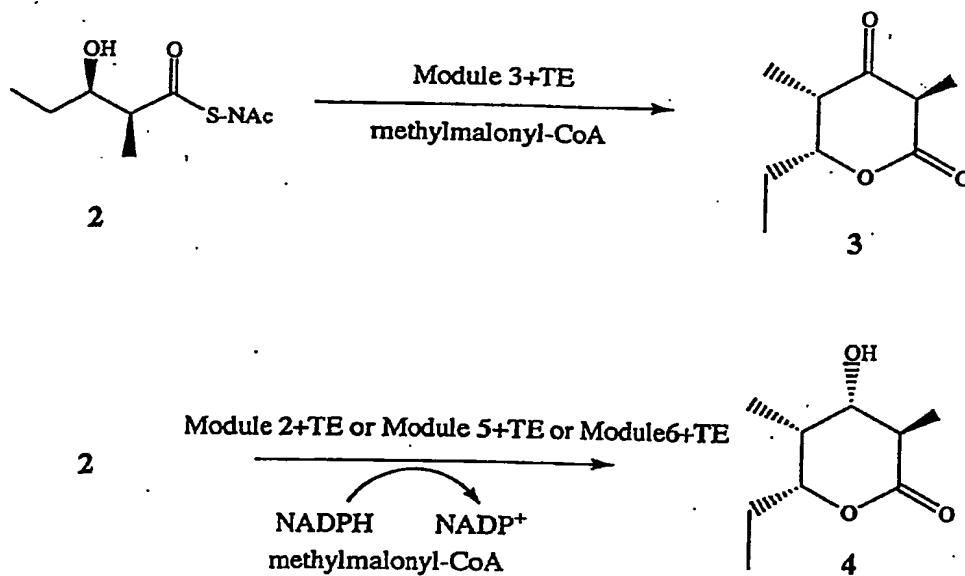 OH
O
S-NAc
2
Module 3+TE
methylmalonyl-CoA
O
O
O
3
2
Module 2+TE or Module 5+TE or Module6+TE
NADPH NADP+
methylmalonyl-CoA
OH
O
O
4